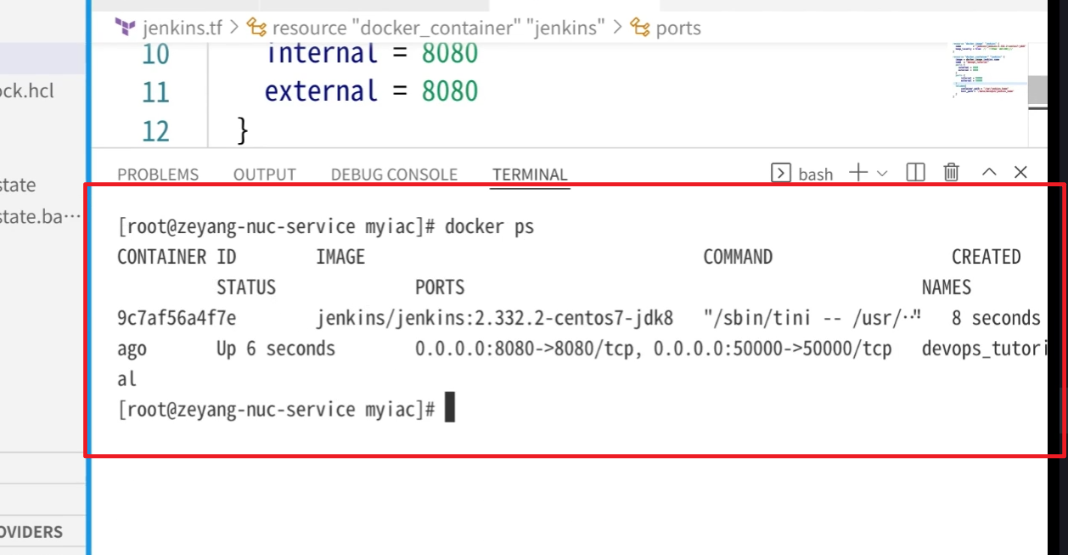 jenkins.tf > resource "docker_container" "jenkins" > ports
10 internal = 8080
11 external = 8080
12 }
ock.hcl
state
state.ba···
PROBLEMS OUTPUT DEBUG CONSOLE TERMINAL bash
[root@zeyang-nuc-service myiac]# docker ps
CONTAINER ID IMAGE COMMAND CREATED
STATUS PORTS NAMES
9c7af56a4f7e jenkins/jenkins:2.332.2-centos7-jdk8 "/sbin/tini -- /usr/…" 8 seconds
ago Up 6 seconds 0.0.0.0:8080->8080/tcp, 0.0.0.0:50000->50000/tcp devops_tutori
al
[root@zeyang-nuc-service myiac]#
OVIDERS